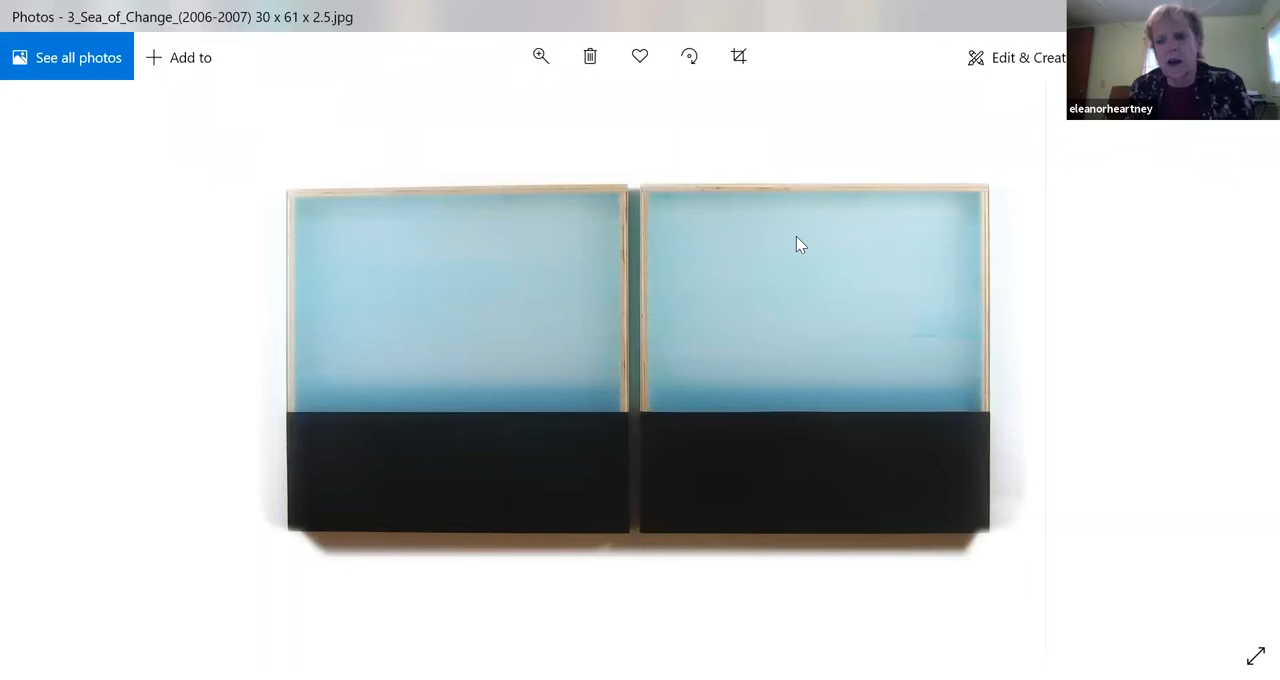 Photos - 3_Sea_of_Change_(2006-2007) 30 x 61 x 2.5.jpg
See all photos
Add to
Edit & Creat
eleanorheartney